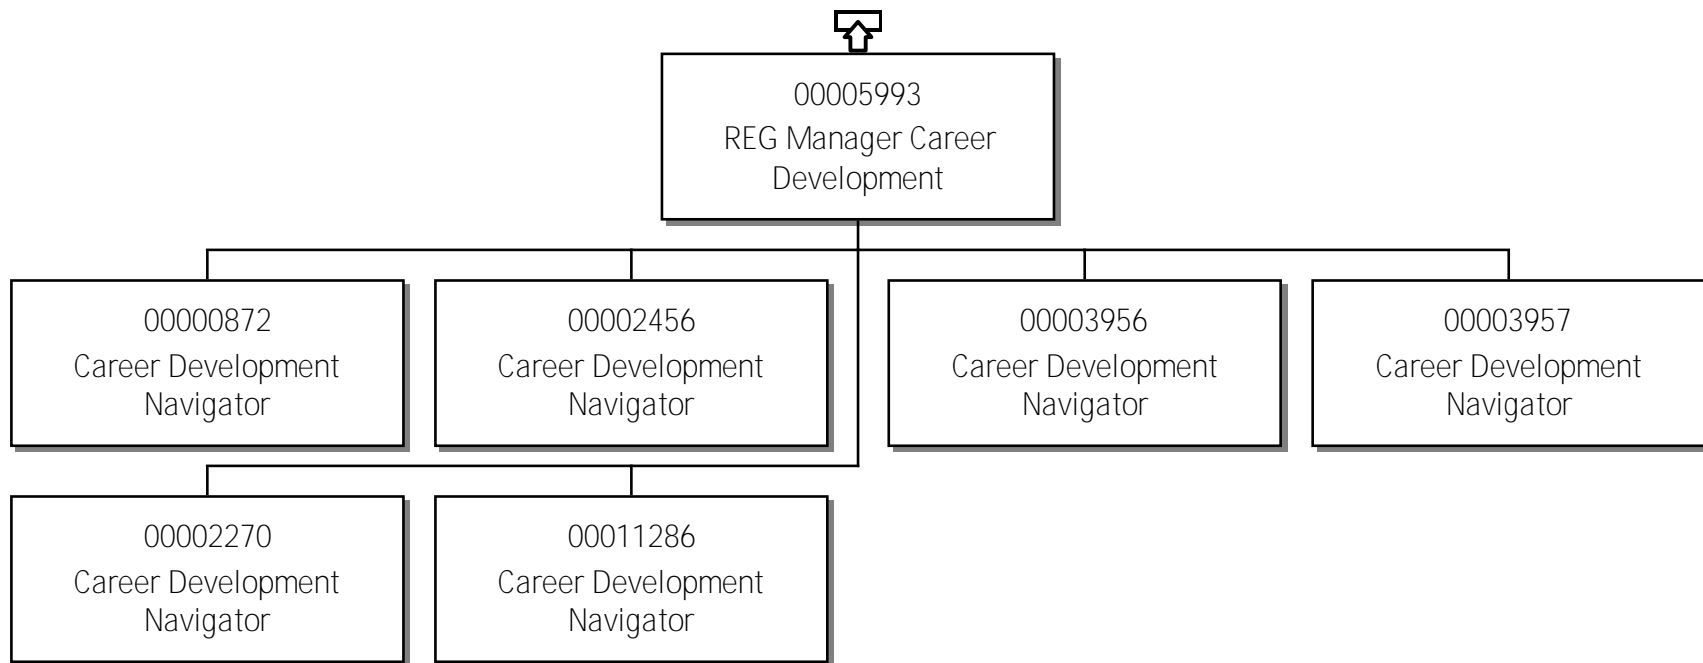 00005993
REG Manager Career
Development
00000872
Career Development
Navigator
00002456
Career Development
Navigator
00003956
Career Development
Navigator
00003957
Career Development
Navigator
00002270
Career Development
Navigator
00011286
Career Development
Navigator